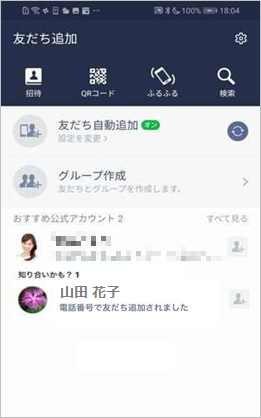 100% 18:04
友だち追加
招待
QRコード
ふるふる
検索
友だち自動追加 オン
設定を変更 >
グループ作成
友だちとグループを作成します。
おすすめ公式アカウント 2 すべて見る
知り合いかも? 1
山田 花子
電話番号で友だち追加されました